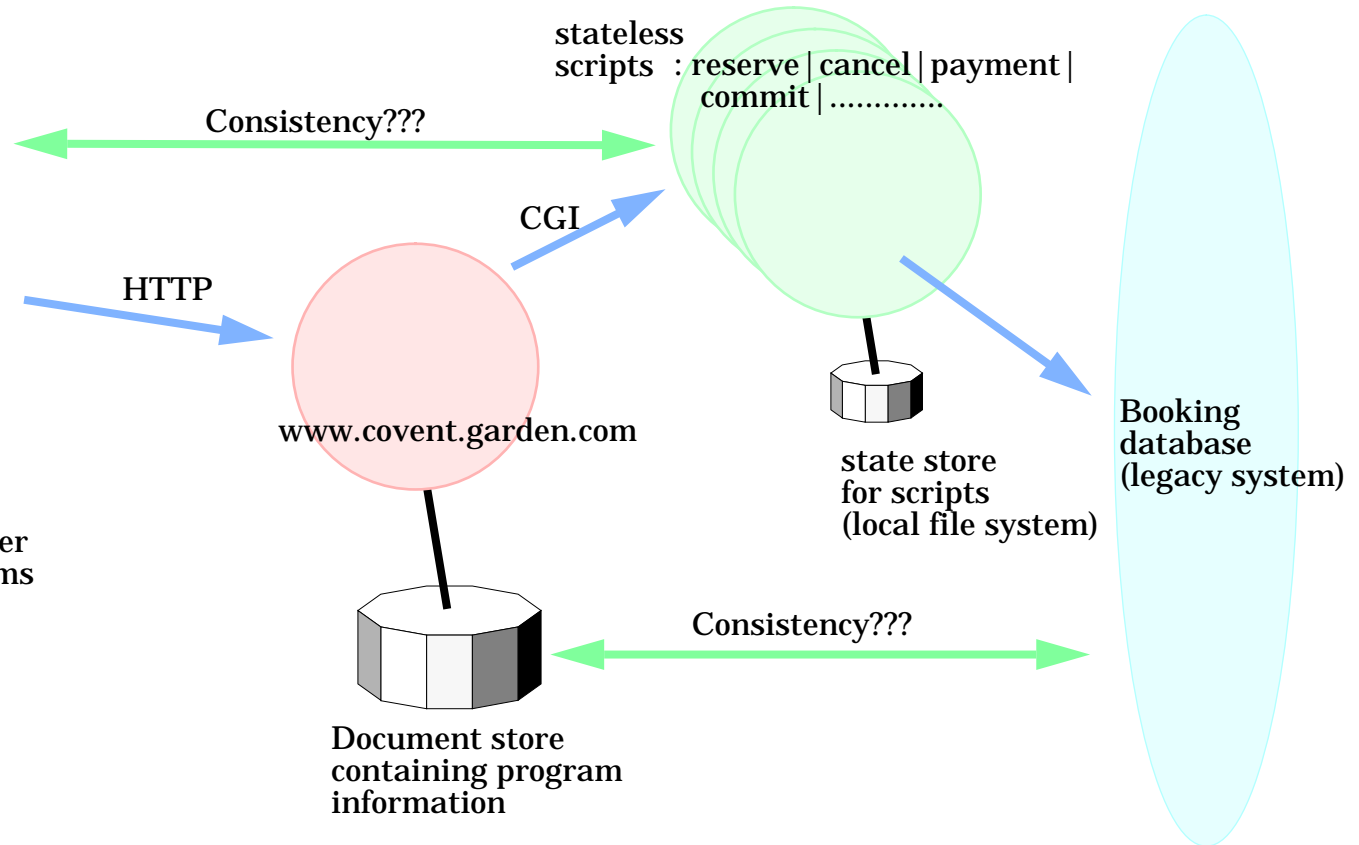 stateless
scripts : reserve|cancel|payment|
commit|.............
Consistency???
CGI
HTTP
www.covent.garden.com
Booking
database
(legacy system)
state store
for scripts
(local file system)
er
ms
Consistency???
Document store
containing program
information